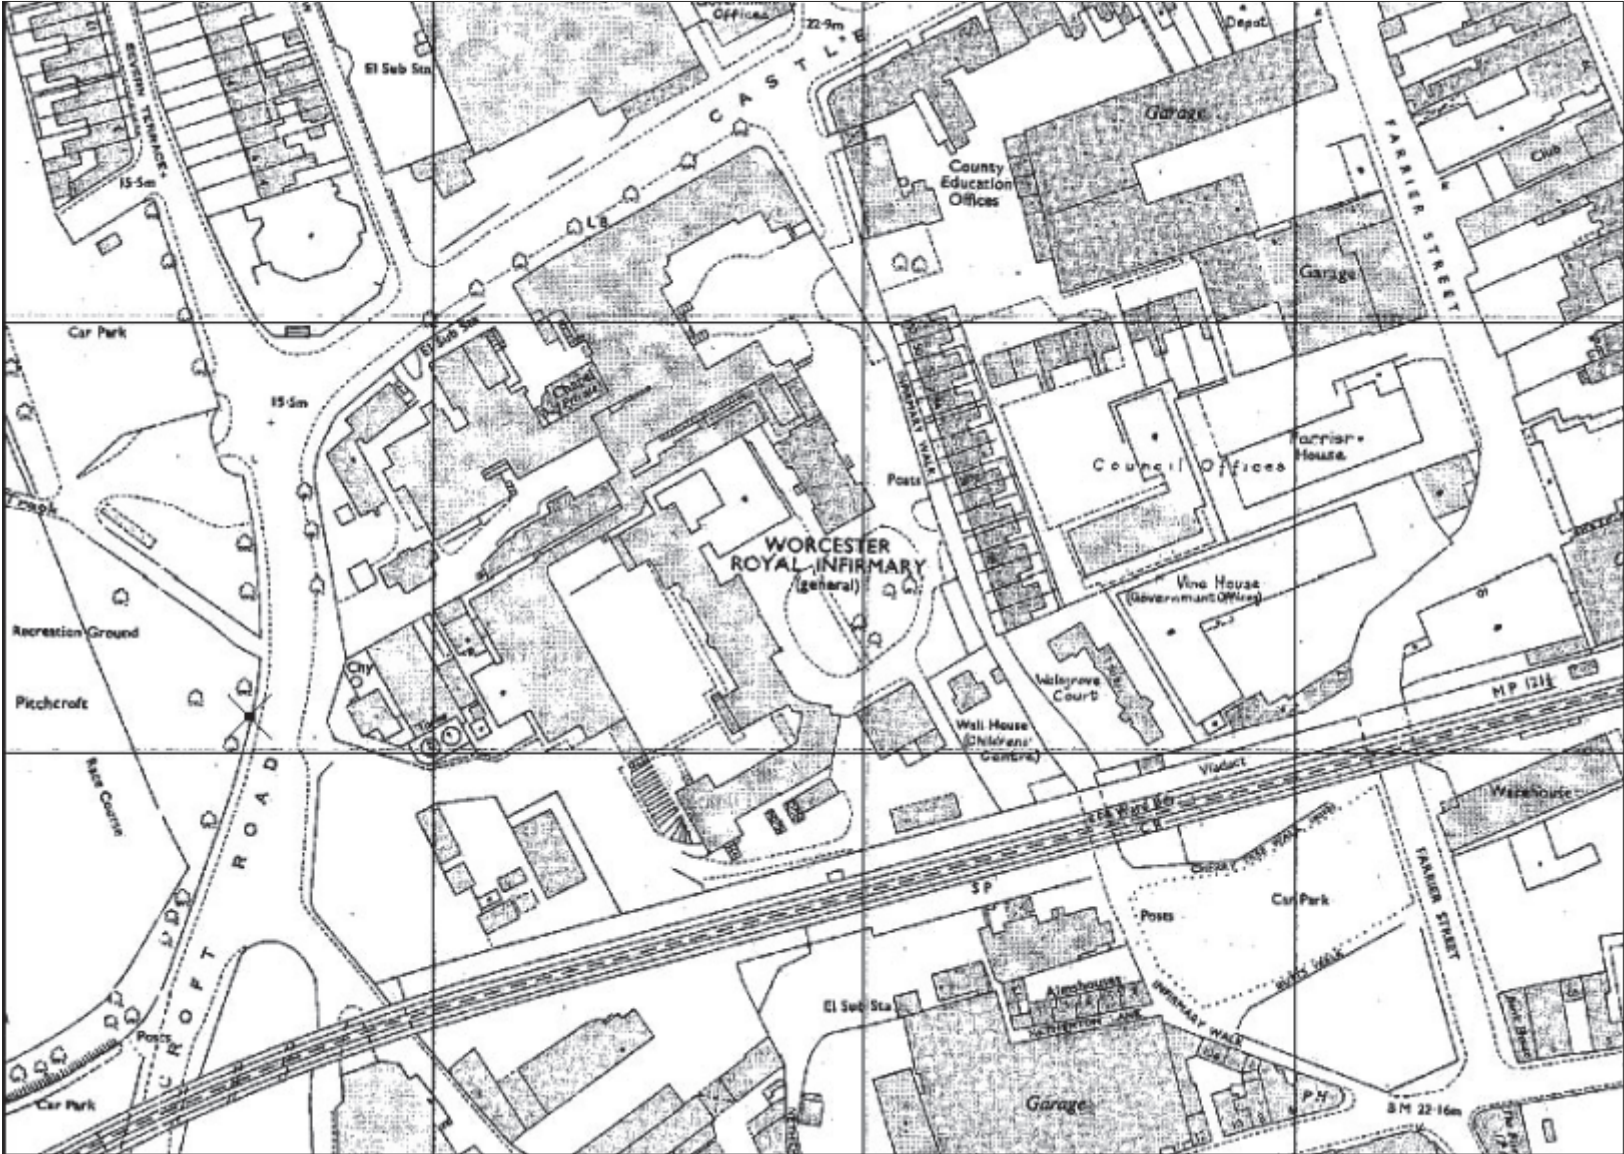 Offices
22·9m
Depot
El Sub Sta
CASTLE
SEVERN TERRACE
Garage
FARRIER STREET
Club
County
Education
Offices
15·5m
LB
Garage
Car Park
El Sub Sta
Chapel
15·5m
INFIRMARY WALK
Farrier
House
Council Offices
Posts
Track
WORCESTER
ROYAL INFIRMARY
(general)
Vine House
(Government Offices)
Recreation Ground
Chy
Pitchcroft
Walgrove
Court
MP 121½
Wall House
(Childrens'
Centre)
Viaduct
Race Course
Warehouse
CROFT ROAD
SP
Posts
Car Park
FARRIER STREET
Almshouses
El Sub Sta
INFIRMARY WALK
Posts
Car Park
Garage
PH
BM 22·16m